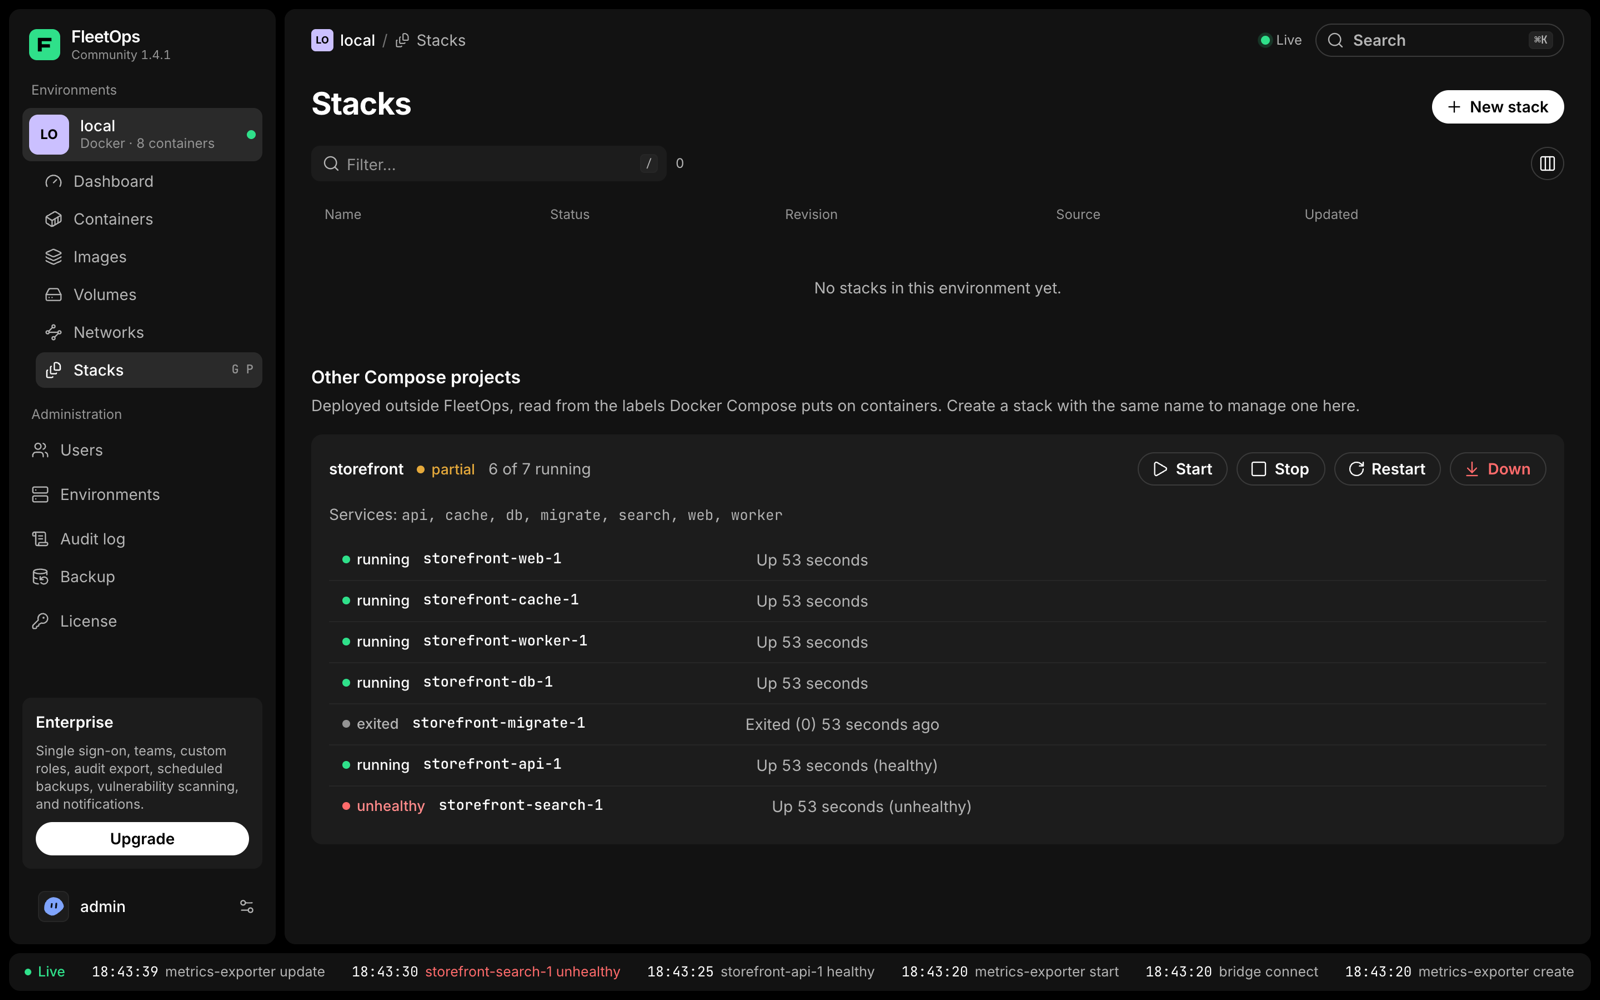 FleetOps
Community 1.4.1
Environments
LO
local
Docker · 8 containers
Dashboard
Containers
Images
Volumes
Networks
Stacks G P
Administration
Users
Environments
Audit log
Backup
License
Enterprise
Single sign-on, teams, custom
roles, audit export, scheduled
backups, vulnerability scanning,
and notifications.
Upgrade
admin
LO local / Stacks
Live
Search ⌘K
Stacks
New stack
Filter... /
0
Name Status Revision Source Updated
No stacks in this environment yet.
Other Compose projects
Deployed outside FleetOps, read from the labels Docker Compose puts on containers. Create a stack with the same name to manage one here.
storefront partial 6 of 7 running
Start Stop Restart Down
Services: api, cache, db, migrate, search, web, worker
running storefront-web-1 Up 53 seconds
running storefront-cache-1 Up 53 seconds
running storefront-worker-1 Up 53 seconds
running storefront-db-1 Up 53 seconds
exited storefront-migrate-1 Exited (0) 53 seconds ago
running storefront-api-1 Up 53 seconds (healthy)
unhealthy storefront-search-1 Up 53 seconds (unhealthy)
Live 18:43:39 metrics-exporter update 18:43:30 storefront-search-1 unhealthy 18:43:25 storefront-api-1 healthy 18:43:20 metrics-exporter start 18:43:20 bridge connect 18:43:20 metrics-exporter create